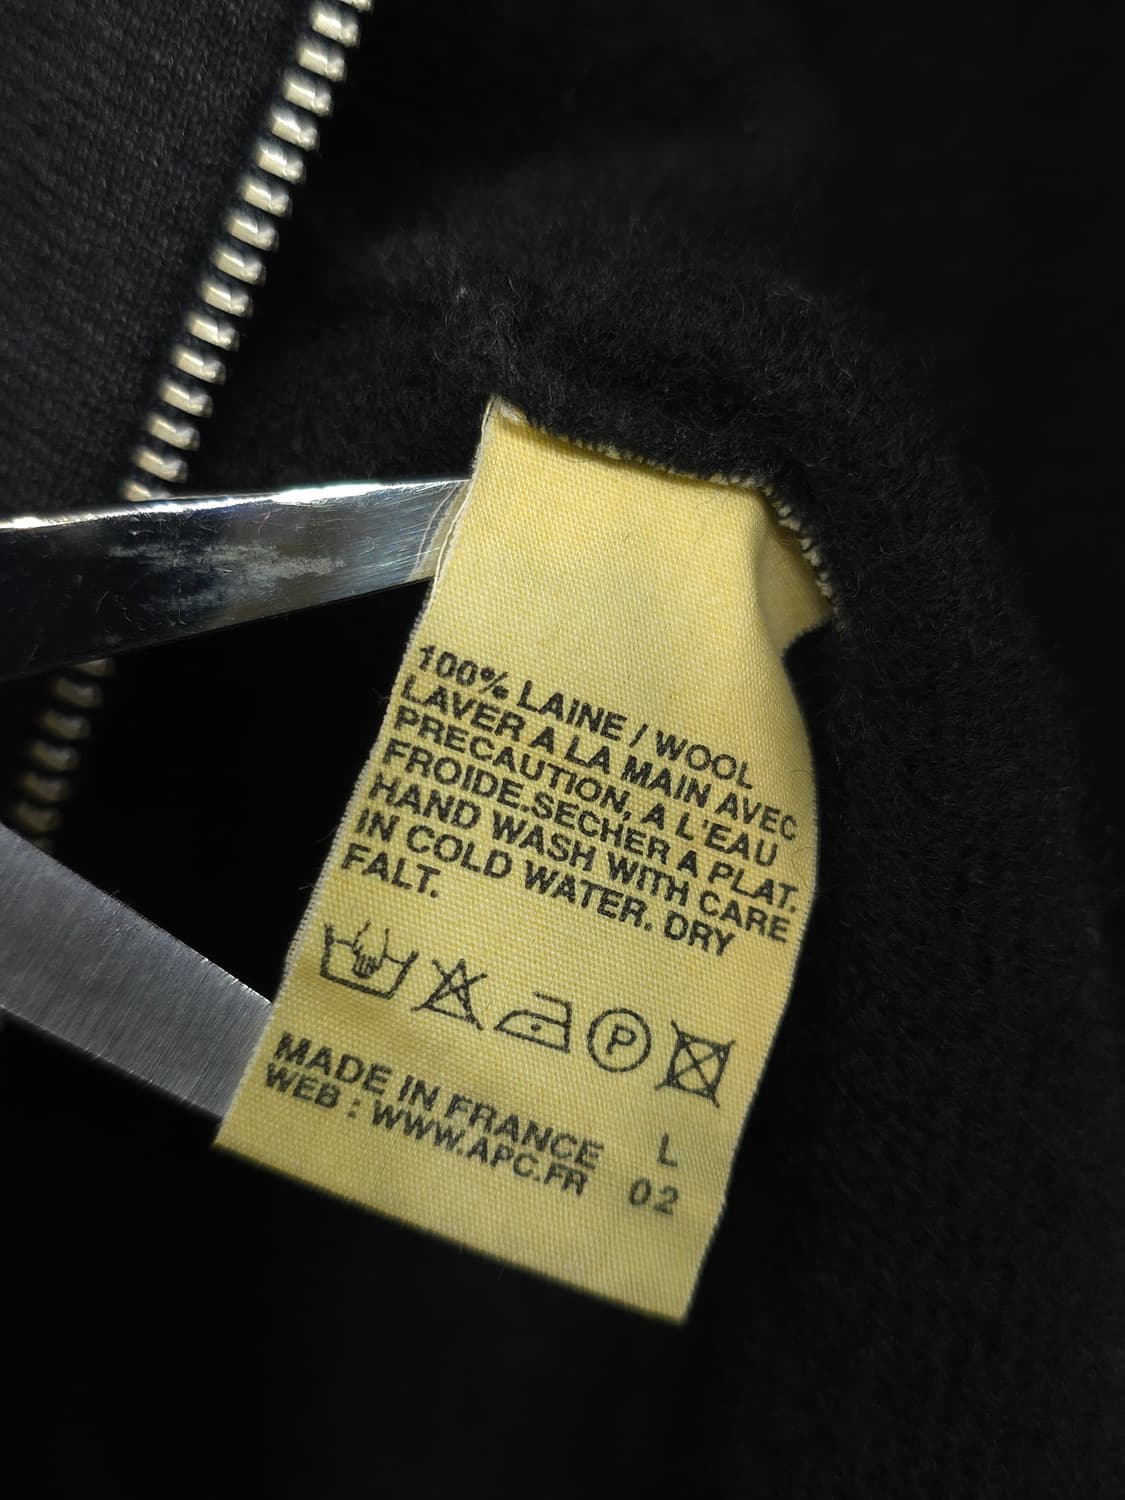 100% LAINE / WOOL
LAVER A LA MAIN AVEC
PRECAUTION, A L'EAU
FROIDE.SECHER A PLAT.
HAND WASH WITH CARE
IN COLD WATER. DRY
FALT.
P
MADE IN FRANCE L
WEB : WWW.APC.FR 02